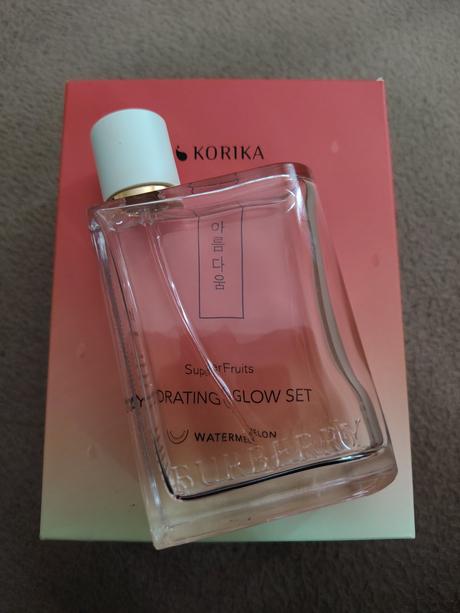 KORIKA
아름다움
SuperFruits
HYDRATING GLOW SET
WATERMELON
BURBERRY